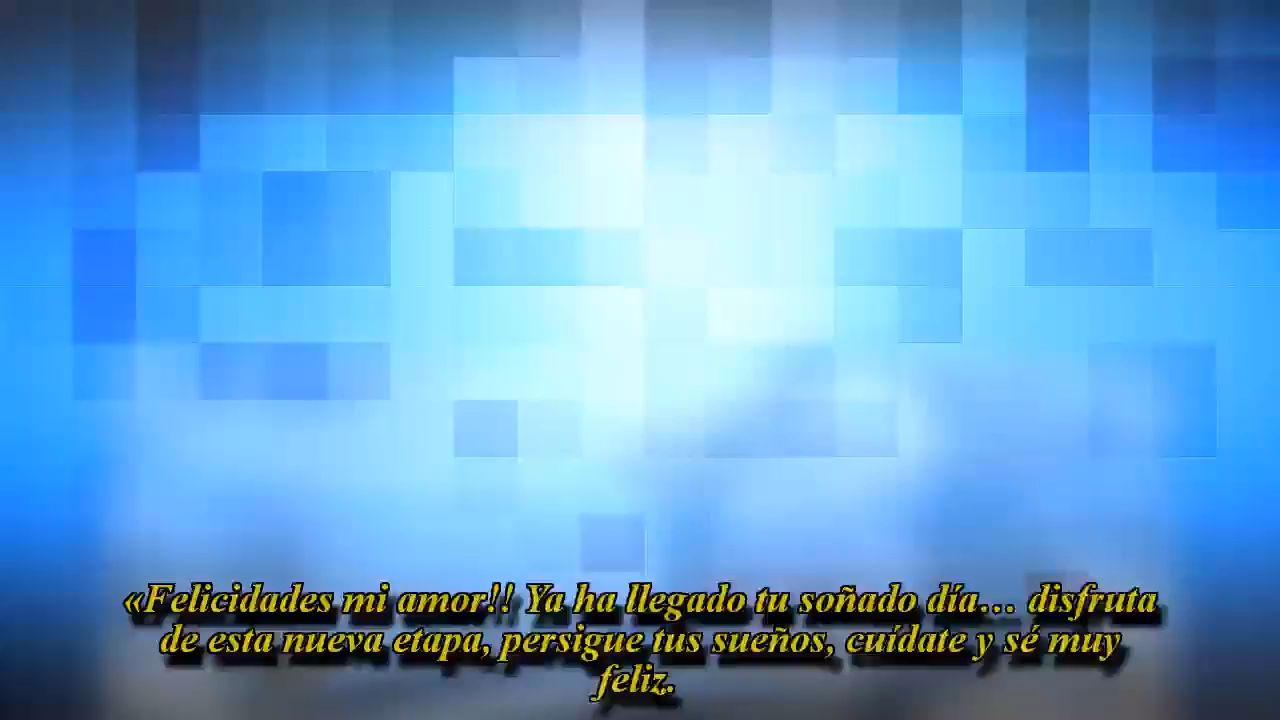 «Felicidades mi amor!! Ya ha llegado tu soñado día… disfruta
de esta nueva etapa, persigue tus sueños, cuídate y sé muy
feliz.